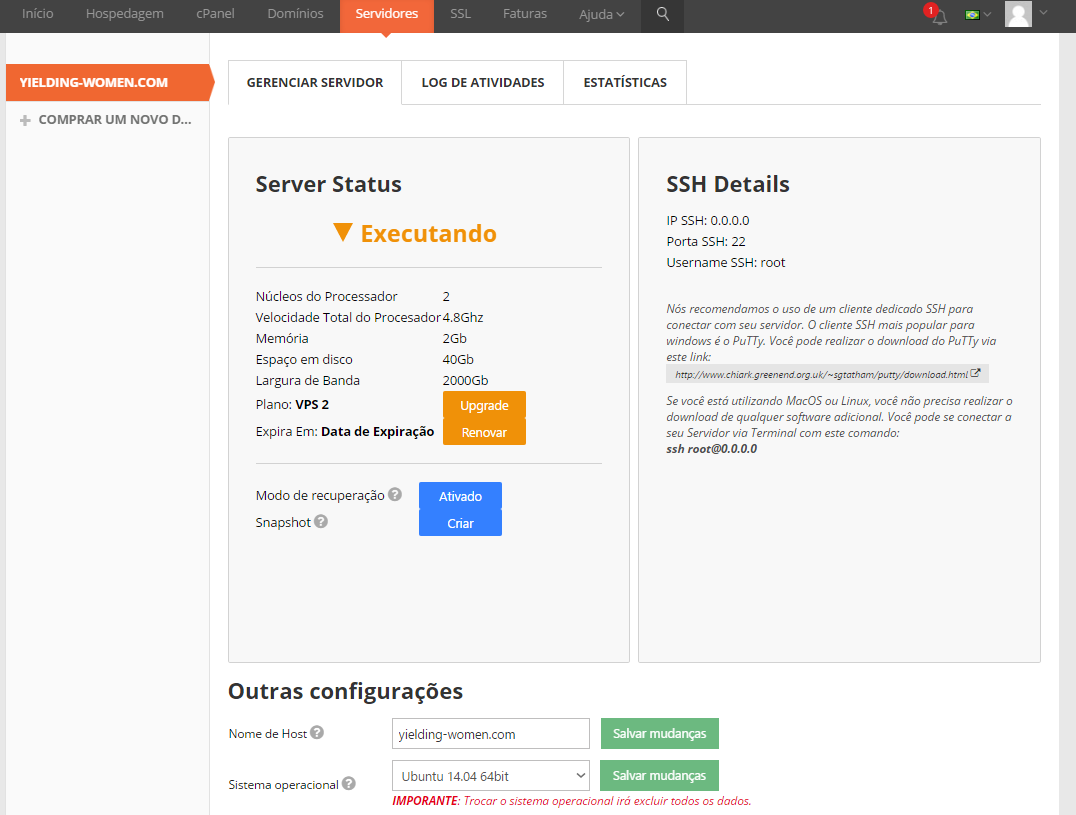 Início Hospedagem cPanel Domínios Servidores SSL Faturas Ajuda 1
YIELDING-WOMEN.COM
COMPRAR UM NOVO D...
GERENCIAR SERVIDOR LOG DE ATIVIDADES ESTATÍSTICAS
Server Status
Executando
Núcleos do Processador 2
Velocidade Total do Procesador 4.8Ghz
Memória 2Gb
Espaço em disco 40Gb
Largura de Banda 2000Gb
Plano: VPS 2 Upgrade
Expira Em: Data de Expiração Renovar
Modo de recuperação ? Ativado
Snapshot ? Criar
SSH Details
IP SSH: 0.0.0.0
Porta SSH: 22
Username SSH: root
Nós recomendamos o uso de um cliente dedicado SSH para
conectar com seu servidor. O cliente SSH mais popular para
windows é o PuTTy. Você pode realizar o download do PuTTy via
este link:
http://www.chiark.greenend.org.uk/~sgtatham/putty/download.html
Se você está utilizando MacOS ou Linux, você não precisa realizar o
download de qualquer software adicional. Você pode se conectar a
seu Servidor via Terminal com este comando:
ssh root@0.0.0.0
Outras configurações
Nome de Host ? yielding-women.com Salvar mudanças
Sistema operacional ? Ubuntu 14.04 64bit Salvar mudanças
IMPORANTE: Trocar o sistema operacional irá excluir todos os dados.